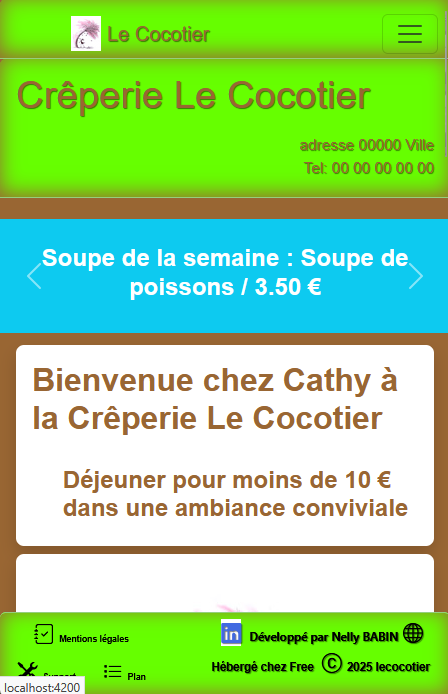 Le Cocotier
Crêperie Le Cocotier
adresse 00000 Ville
Tel: 00 00 00 00 00
Soupe de la semaine : Soupe de
poissons / 3.50 €
Bienvenue chez Cathy à
la Crêperie Le Cocotier
Déjeuner pour moins de 10 €
dans une ambiance conviviale
Mentions légales
in Développé par Nelly BABIN
Support
Plan
Hébergé chez Free © 2025 lecocotier
localhost:4200